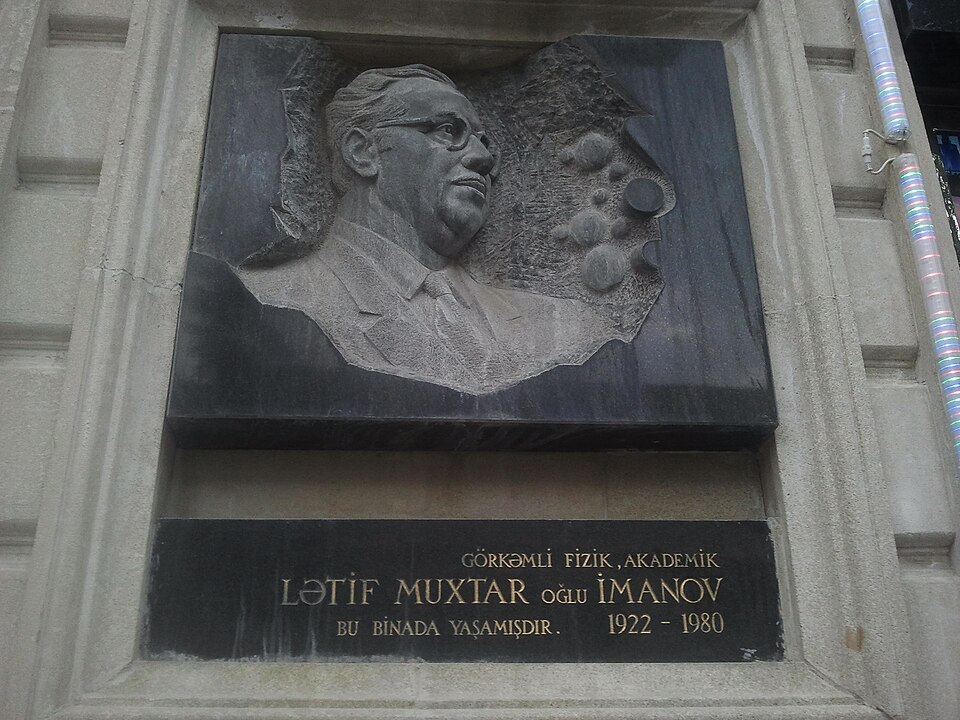 GÖRKƏMLİ FİZİK, AKADEMİK
LƏTİF MUXTAR OĞLU İMANOV
BU BİNADA YAŞAMIŞDIR. 1922 - 1980